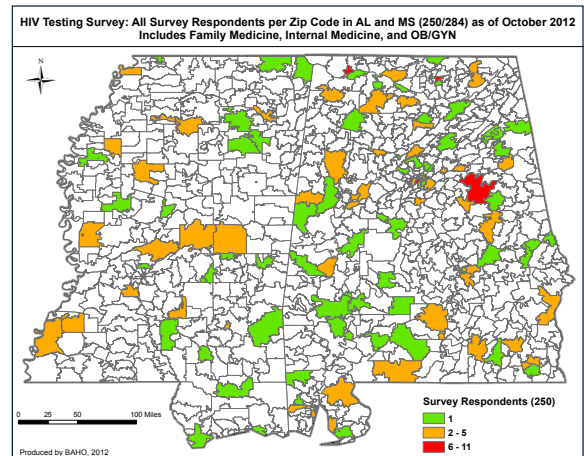 HIV Testing Survey: All Survey Respondents per Zip Code in AL and MS (250/284) as of October 2012
Includes Family Medicine, Internal Medicine, and OB/GYN
N
Survey Respondents (250)
1
2 - 5
6 - 11
0 25 50 100 Miles
Produced by BAHO, 2012